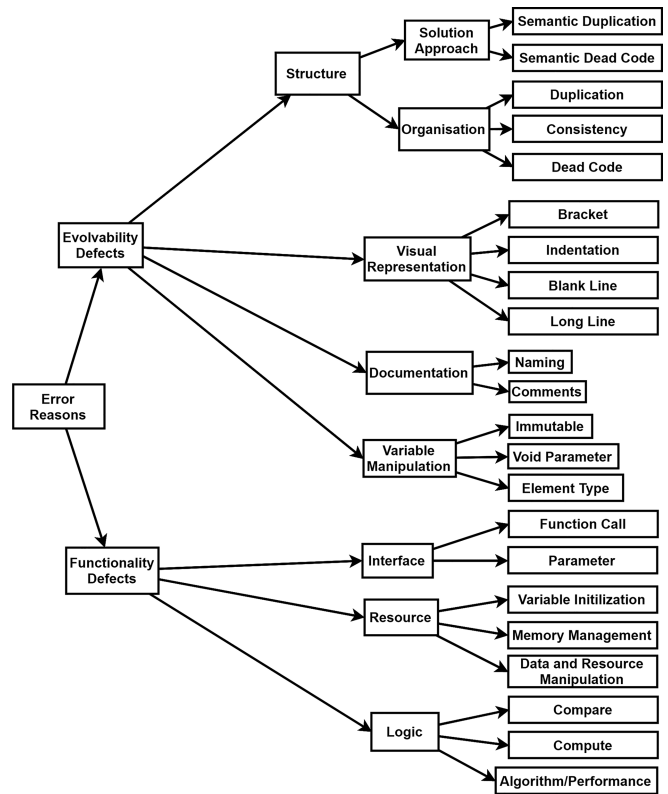 Error
Reasons
Evolvability
Defects
Structure
Solution
Approach
Semantic Duplication
Semantic Dead Code
Organisation
Duplication
Consistency
Dead Code
Visual
Representation
Bracket
Indentation
Blank Line
Long Line
Documentation
Naming
Comments
Variable
Manipulation
Immutable
Void Parameter
Element Type
Functionality
Defects
Interface
Function Call
Parameter
Resource
Variable Initilization
Memory Management
Data and Resource
Manipulation
Logic
Compare
Compute
Algorithm/Performance